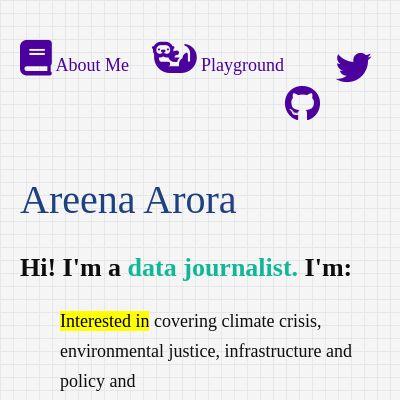 About Me
Playground
Areena Arora
Hi! I'm a data journalist. I'm:
Interested in covering climate crisis,
environmental justice, infrastructure and
policy and